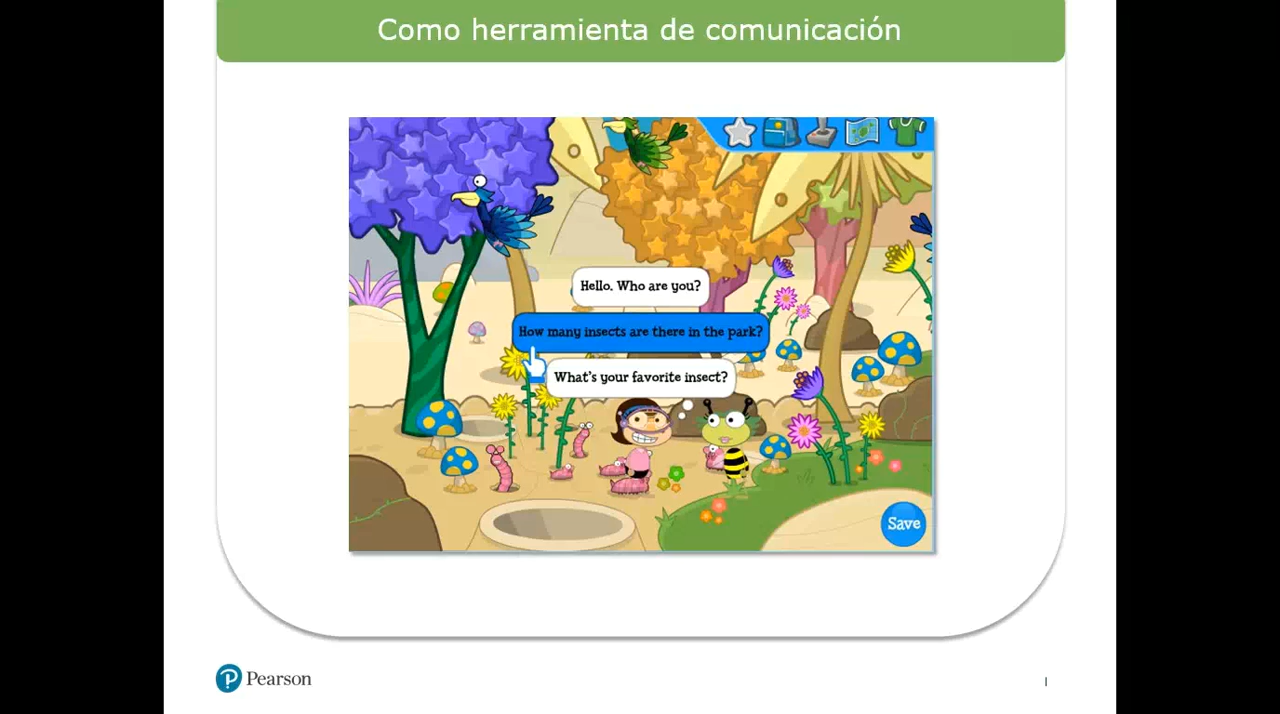 Como herramienta de comunicación
Hello. Who are you?
How many insects are there in the park?
What's your favorite insect?
Save
Pearson